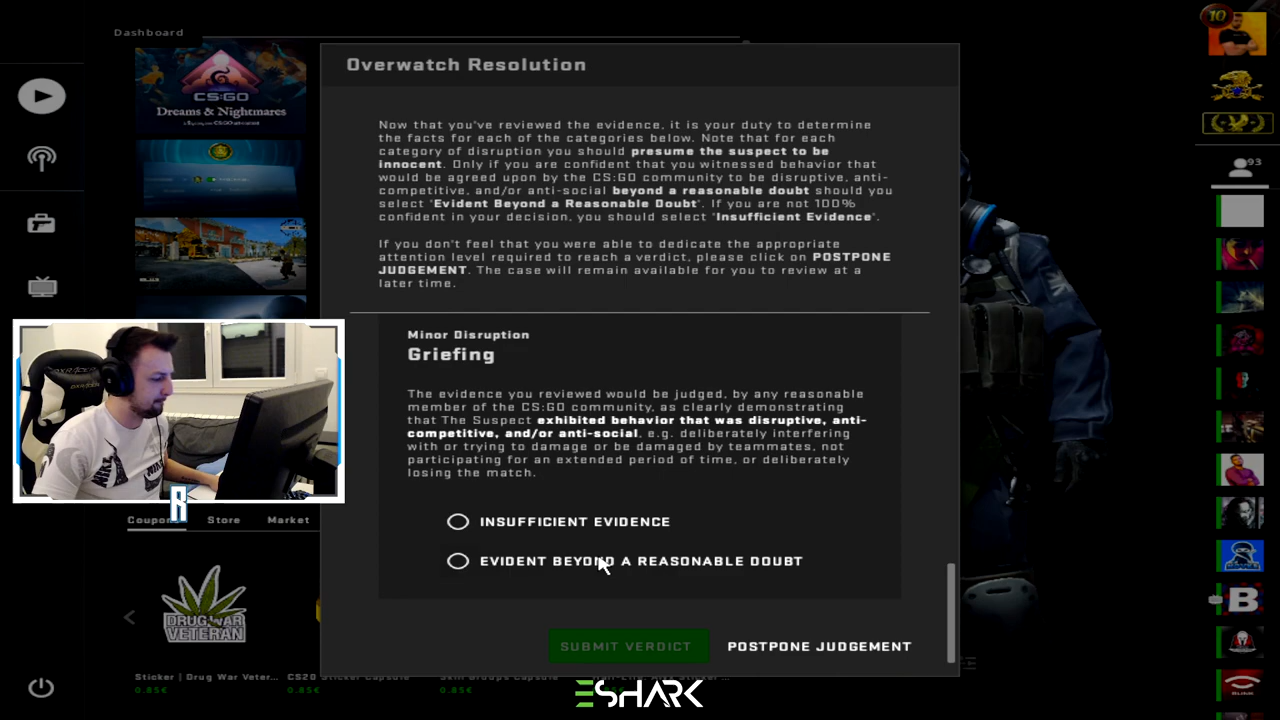 Dashboard
10
CS:GO
Dreams & Nightmares
93
Overwatch Resolution
Now that you've reviewed the evidence, it is your duty to determine
the facts for each of the categories below. Note that for each
category of disruption you should presume the suspect to be
innocent. Only if you are confident that you witnessed behavior that
would be agreed upon by the CS:GO community to be disruptive, anti-
competitive, and/or anti-social beyond a reasonable doubt should you
select 'Evident Beyond a Reasonable Doubt'. If you are not 100%
confident in your decision, you should select 'Insufficient Evidence'.
If you don't feel that you were able to dedicate the appropriate
attention level required to reach a verdict, please click on POSTPONE
JUDGEMENT. The case will remain available for you to review at a
later time.
Minor Disruption
Griefing
The evidence you reviewed would be judged, by any reasonable
member of the CS:GO community, as clearly demonstrating
that The Suspect exhibited behavior that was disruptive, anti-
competitive, and/or anti-social, e.g. deliberately interfering
with or trying to damage or be damaged by teammates, not
participating for an extended period of time, or deliberately
losing the match.
INSUFFICIENT EVIDENCE
EVIDENT BEYOND A REASONABLE DOUBT
SUBMIT VERDICT
POSTPONE JUDGEMENT
R
Coupon
Store
Market
DRUG WAR
VETERAN
B
Sticker | Drug War Veter...
CS20 Sticker Capsule
0.85€
0.85€
0.85€
0.85€
ESHARK